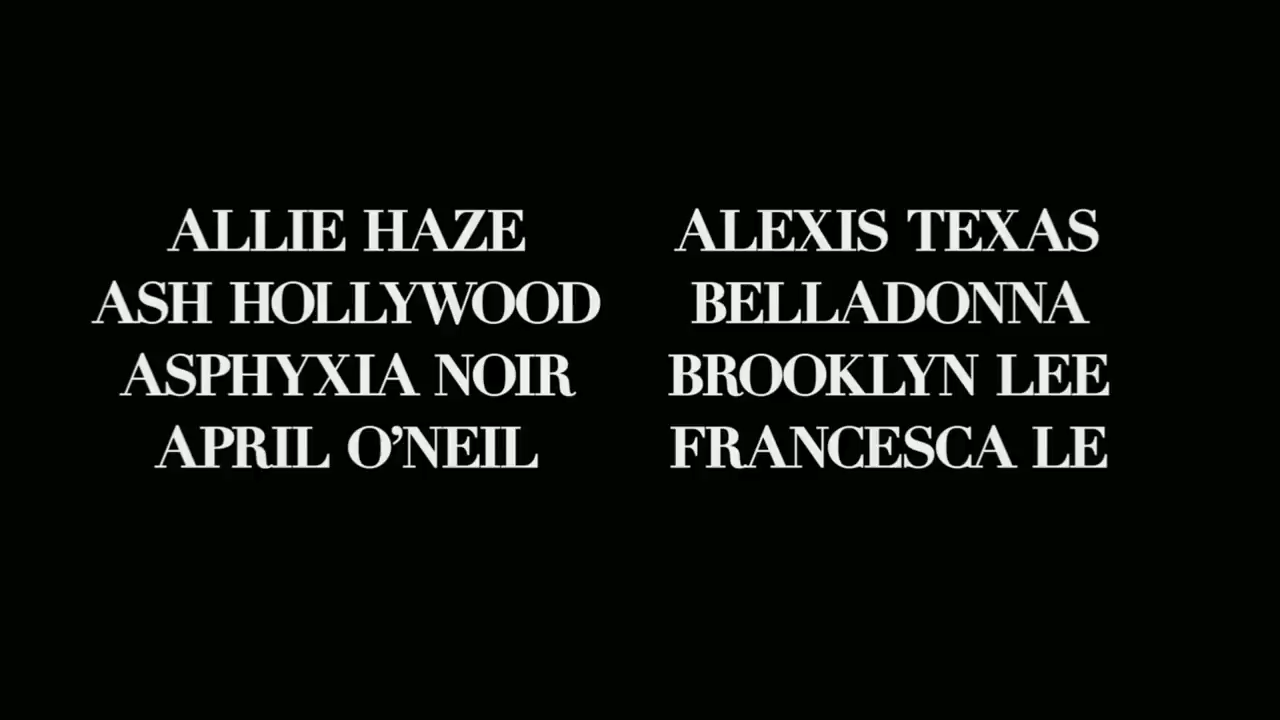 ALLIE HAZE
ASH HOLLYWOOD
ASPHYXIA NOIR
APRIL O’NEIL
ALEXIS TEXAS
BELLADONNA
BROOKLYN LEE
FRANCESCA LE